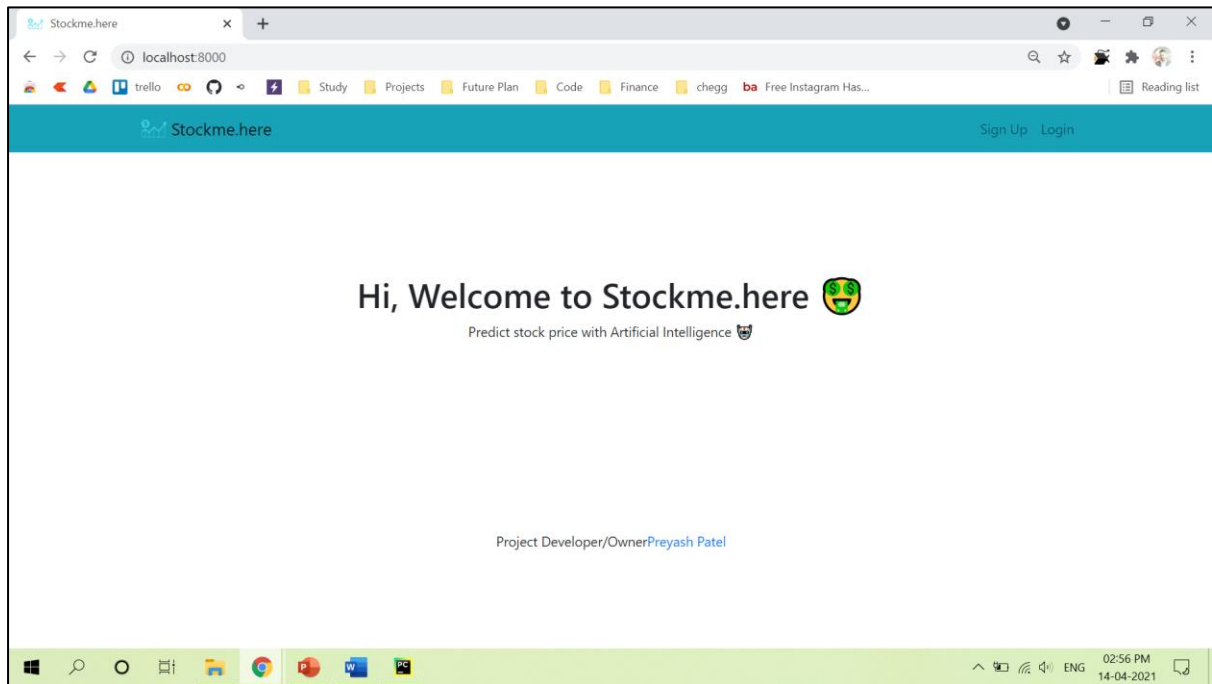 Stockme.here
localhost:8000
trello Study Projects Future Plan Code Finance chegg ba Free Instagram Has... Reading list
Stockme.here Sign Up Login
Hi, Welcome to Stockme.here 🤑
Predict stock price with Artificial Intelligence
Project Developer/OwnerPreyash Patel
ENG 02:56 PM
14-04-2021